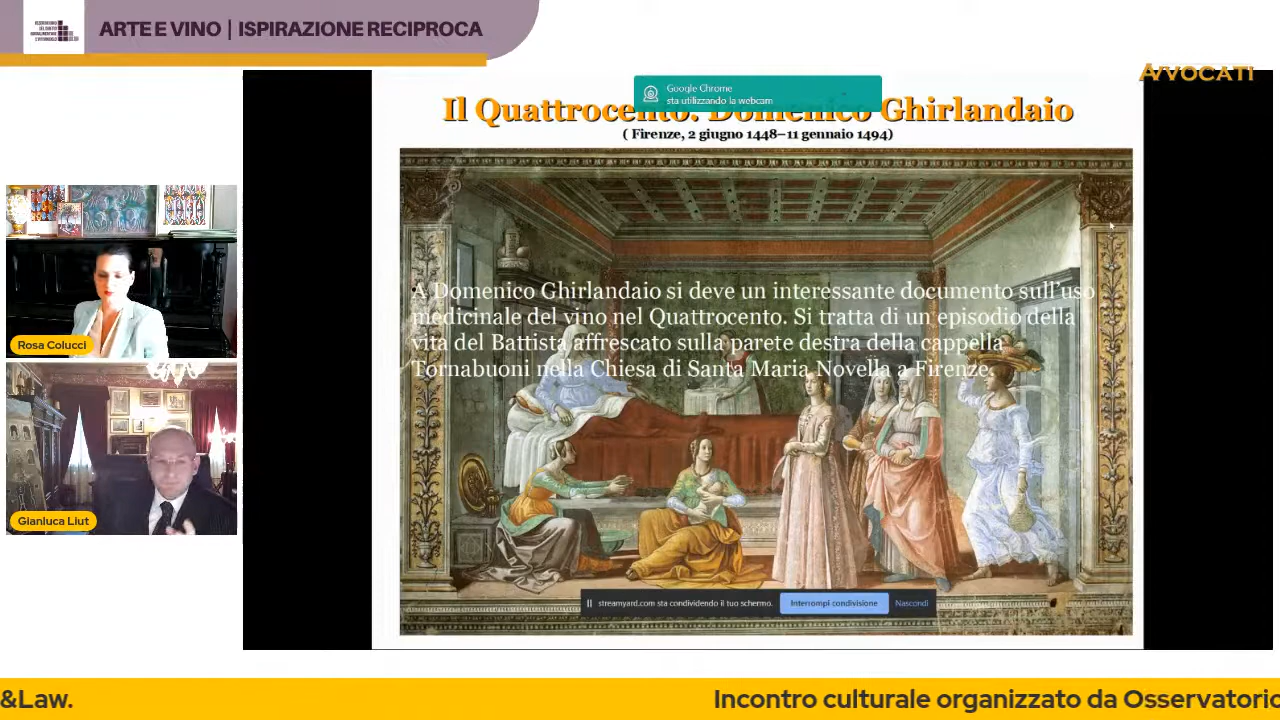 ARTE E VINO | ISPIRAZIONE RECIPROCA
AVVOCATI
Google Chrome
sta utilizzando la webcam
Il Quattrocento: Domenico Ghirlandaio
( Firenze, 2 giugno 1448–11 gennaio 1494)
A Domenico Ghirlandaio si deve un interessante documento sull'uso
medicinale del vino nel Quattrocento. Si tratta di un episodio della
vita del Battista affrescato sulla parete destra della cappella
Tornabuoni nella Chiesa di Santa Maria Novella a Firenze.
Rosa Colucci
Gianluca Liut
streamyard.com sta condividendo il tuo schermo.
Interrompi condivisione
Nascondi
&Law.
Incontro culturale organizzato da Osservatorio